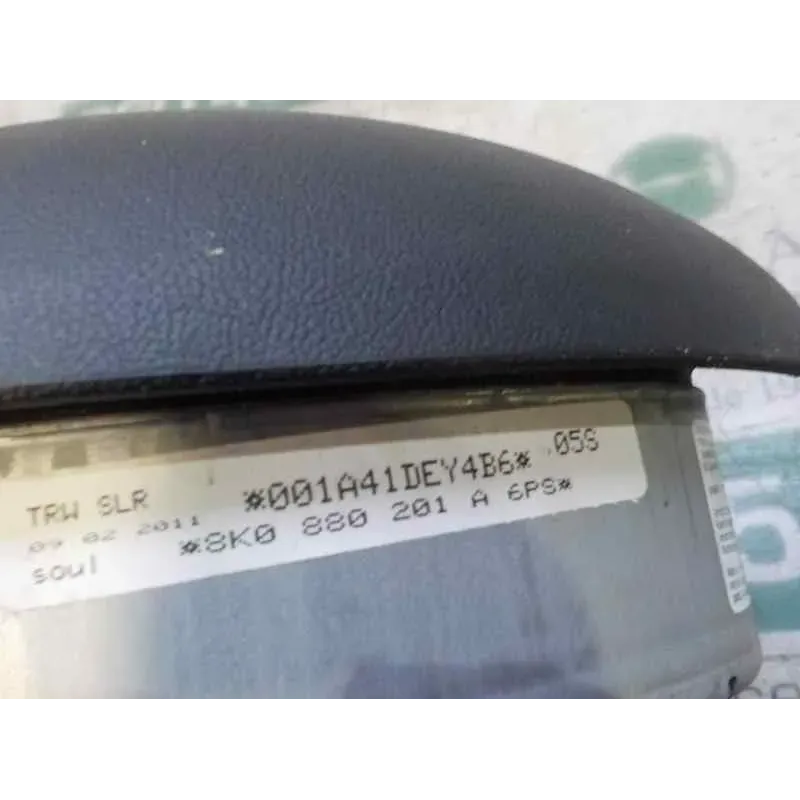 TRW SLR *001A41DEY4B6* 05S
09 02 2011 *8K0 880 201 A 6PS*
soul